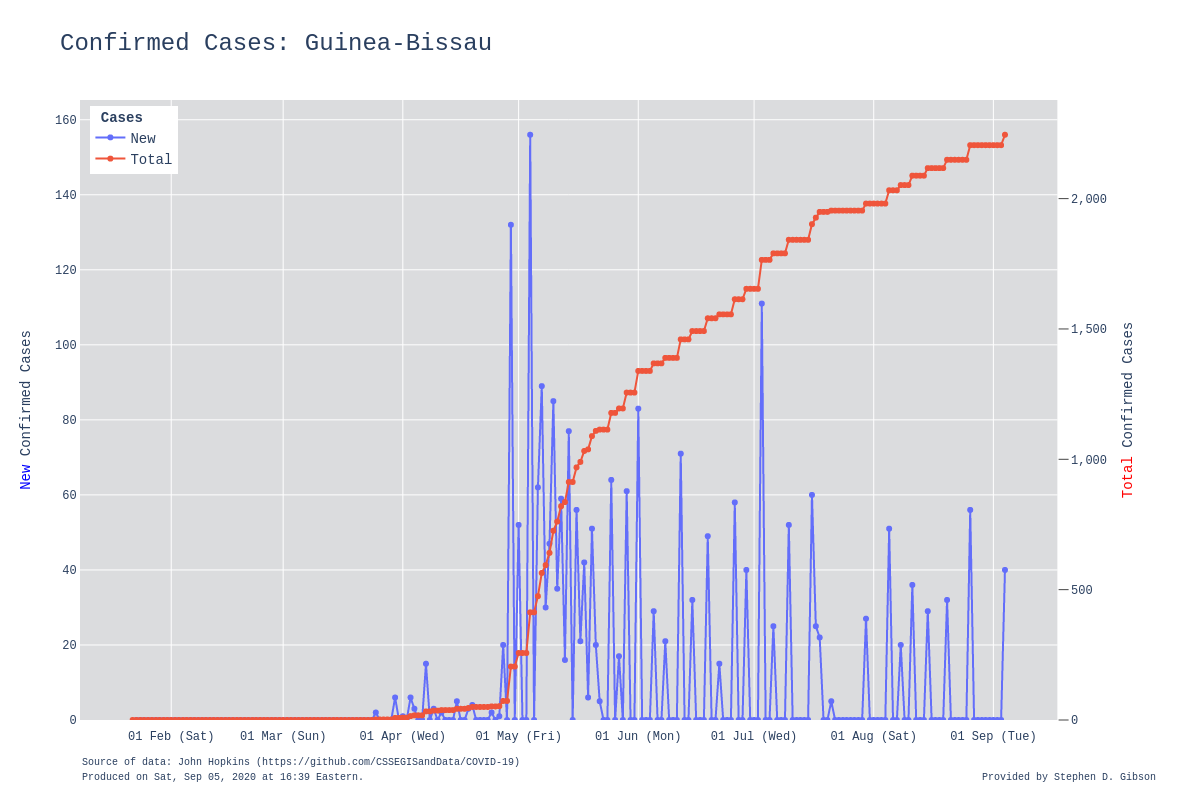 Confirmed Cases: Guinea-Bissau
Cases
New
Total
160
140
120
100
80
60
40
20
0
New Confirmed Cases
2,000
1,500
1,000
500
0
Total Confirmed Cases
01 Feb (Sat)
01 Mar (Sun)
01 Apr (Wed)
01 May (Fri)
01 Jun (Mon)
01 Jul (Wed)
01 Aug (Sat)
01 Sep (Tue)
Source of data: John Hopkins (https://github.com/CSSEGISandData/COVID-19)
Produced on Sat, Sep 05, 2020 at 16:39 Eastern.
Provided by Stephen D. Gibson